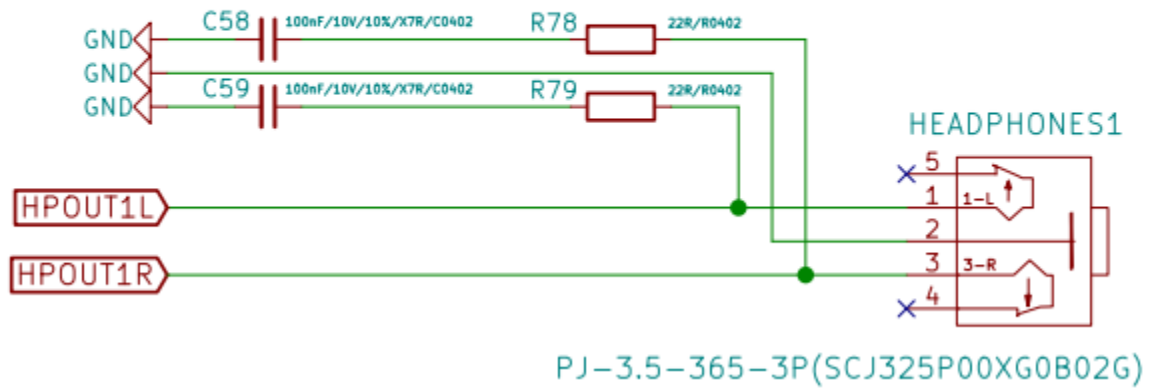 C58 100nF/10V/10%/X7R/C0402 R78 22R/R0402
GND
GND
C59 100nF/10V/10%/X7R/C0402 R79 22R/R0402
GND
HEADPHONES1
5
HPOUT1L 1 1-L
2
HPOUT1R 3 3-R
4
PJ-3.5-365-3P(SCJ325P00XG0B02G)